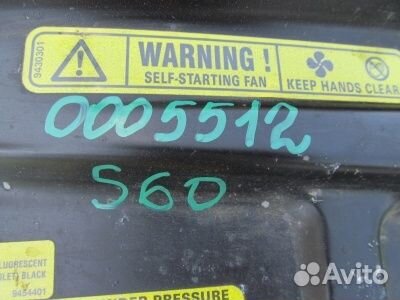 9430301
WARNING !
SELF-STARTING FAN
KEEP HANDS CLEAR
0005512
S60
LUORESCENT
BLACK
9454401
PRESSURE
Avito